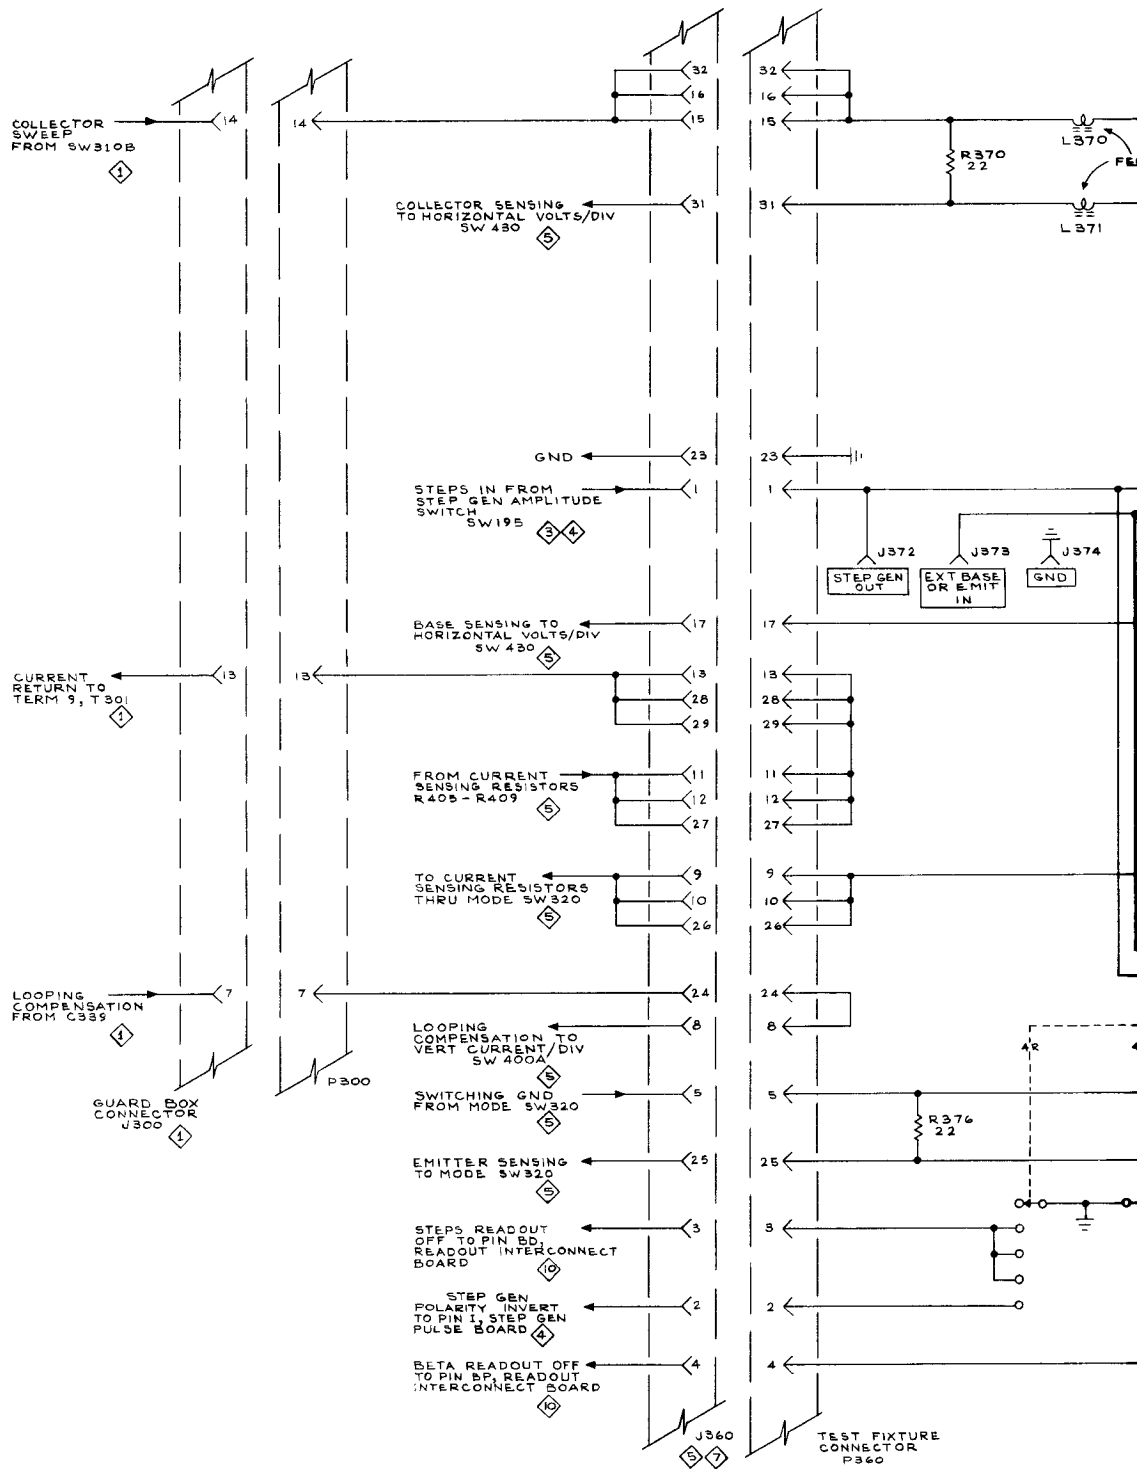 32 32
16 16
COLLECTOR SWEEP FROM SW310B
1
14 14 15 15
L370
R370
22
FE
COLLECTOR SENSING
TO HORIZONTAL VOLTS/DIV
SW 430
5
31 31
L371
GND 23 23
STEPS IN FROM
STEP GEN AMPLITUDE
SWITCH
SW195
3 4
1 1
J372 J373 J374
STEP GEN
OUT
EXT BASE
OR EMIT
IN
GND
BASE SENSING TO
HORIZONTAL VOLTS/DIV
SW 430
5
17 17
CURRENT
RETURN TO
TERM 9, T301
1
13 13 13 13
28 28
29 29
FROM CURRENT
SENSING RESISTORS
R405-R409
5
11 11
12 12
27 27
TO CURRENT
SENSING RESISTORS
THRU MODE SW320
5
9 9
10 10
26 26
LOOPING
COMPENSATION
FROM C339
1
7 7 24 24
LOOPING
COMPENSATION TO
VERT CURRENT/DIV
SW 400A
5
8 8
4R
P300
GUARD BOX
CONNECTOR
J300
1
SWITCHING GND
FROM MODE SW320
5
5 5
R376
22
EMITTER SENSING
TO MODE SW320
5
25 25
STEPS READOUT
OFF TO PIN BD,
READOUT INTERCONNECT
BOARD
10
3 3
STEP GEN
POLARITY INVERT
TO PIN I, STEP GEN
PULSE BOARD
4
2 2
BETA READOUT OFF
TO PIN BP, READOUT
INTERCONNECT BOARD
10
4 4
J360
5 7
TEST FIXTURE
CONNECTOR
P360